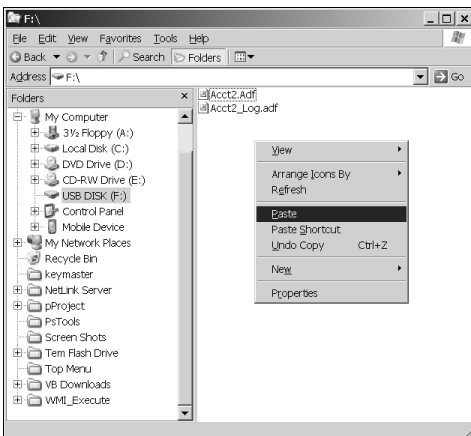 F:\
File Edit View Favorites Tools Help
Back Search Folders
Address F:\ Go
Folders
My Computer
3½ Floppy (A:)
Local Disk (C:)
DVD Drive (D:)
CD-RW Drive (E:)
USB DISK (F:)
Control Panel
Mobile Device
My Network Places
Recycle Bin
keymaster
NetLink Server
pProject
PsTools
Screen Shots
Tem Flash Drive
Top Menu
VB Downloads
WMI_Execute
Acct2.Adf
Acct2_Log.adf
View
Arrange Icons By
Refresh
Paste
Paste Shortcut
Undo Copy Ctrl+Z
New
Properties